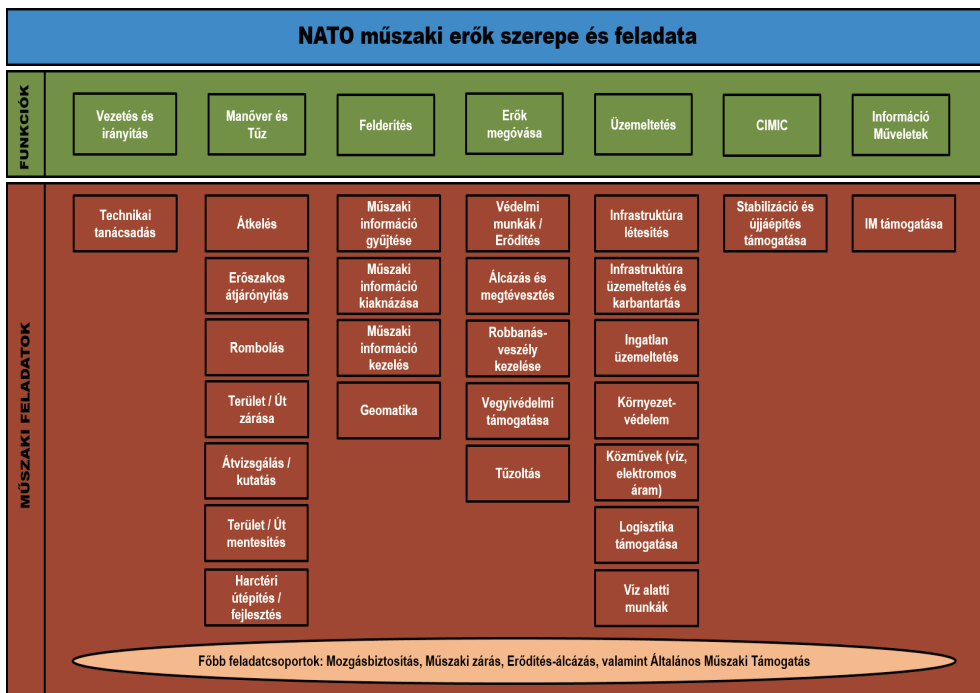 NATO műszaki erők szerepe és feladata
FUNKCIÓK
Vezetés és
irányítás
Manőver és
Tűz
Felderítés
Erők
megóvása
Üzemeltetés
CIMIC
Információ
Műveletek
MŰSZAKI FELADATOK
Technikai
tanácsadás
Átkelés
Erőszakos
átjárónyitás
Rombolás
Terület / Út
zárása
Átvizsgálás /
kutatás
Terület / Út
mentesítés
Harctéri
útépítés /
fejlesztés
Műszaki
információ
gyűjtése
Műszaki
információ
kiaknázása
Műszaki
információ
kezelés
Geomatika
Védelmi
munkák /
Erődítés
Álcázás és
megtévesztés
Robbanás-
veszély
kezelése
Vegyivédelmi
támogatása
Tűzoltás
Infrastruktúra
létesítés
Infrastruktúra
üzemeltetés és
karbantartás
Ingatlan
üzemeltetés
Környezet-
védelem
Közművek (víz,
elektromos
áram)
Logisztika
támogatása
Víz alatti
munkák
Stabilizáció és
újjáépítés
támogatása
IM támogatása
Főbb feladatcsoportok: Mozgásbiztosítás, Műszaki zárás, Erődítés-álcázás, valamint Általános Műszaki Támogatás